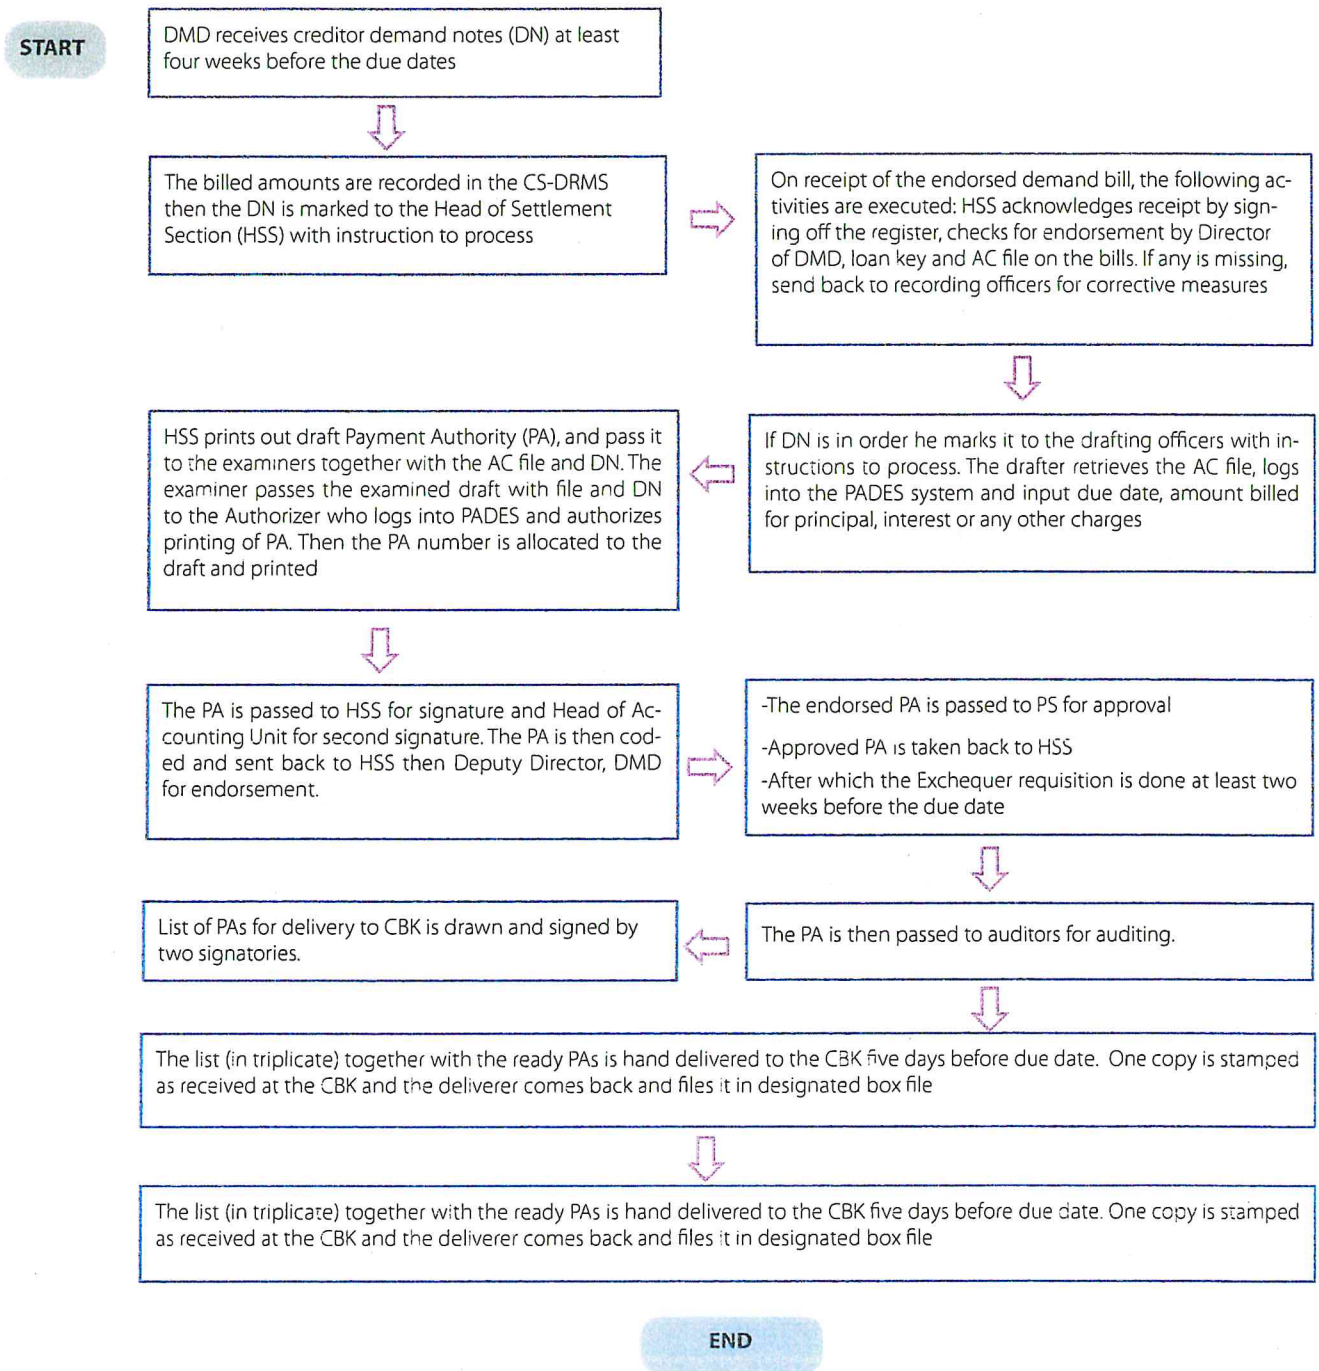 START
DMD receives creditor demand notes (DN) at least
four weeks before the due dates
The billed amounts are recorded in the CS-DRMS
then the DN is marked to the Head of Settlement
Section (HSS) with instruction to process
On receipt of the endorsed demand bill, the following ac-
tivities are executed: HSS acknowledges receipt by sign-
ing off the register, checks for endorsement by Director
of DMD, loan key and AC file on the bills. If any is missing,
send back to recording officers for corrective measures
If DN is in order he marks it to the drafting officers with in-
structions to process. The drafter retrieves the AC file, logs
into the PADES system and input due date, amount billed
for principal, interest or any other charges
HSS prints out draft Payment Authority (PA), and pass it
to the examiners together with the AC file and DN. The
examiner passes the examined draft with file and DN
to the Authorizer who logs into PADES and authorizes
printing of PA. Then the PA number is allocated to the
draft and printed
The PA is passed to HSS for signature and Head of Ac-
counting Unit for second signature. The PA is then cod-
ed and sent back to HSS then Deputy Director, DMD
for endorsement.
-The endorsed PA is passed to PS for approval
-Approved PA is taken back to HSS
-After which the Exchequer requisition is done at least two
weeks before the due date
The PA is then passed to auditors for auditing.
List of PAs for delivery to CBK is drawn and signed by
two signatories.
The list (in triplicate) together with the ready PAs is hand delivered to the CBK five days before due date. One copy is stamped
as received at the CBK and the deliverer comes back and files it in designated box file
The list (in triplicate) together with the ready PAs is hand delivered to the CBK five days before due date. One copy is stamped
as received at the CBK and the deliverer comes back and files it in designated box file
END